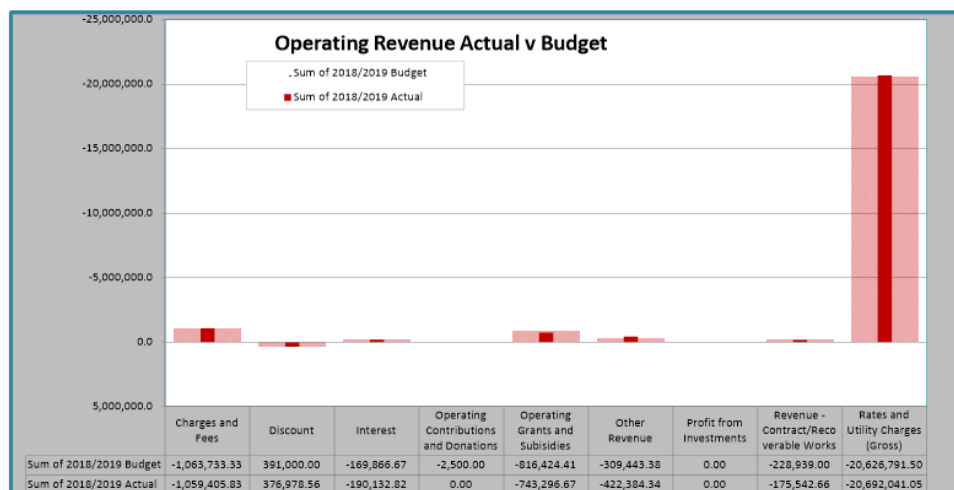 -25,000,000.0
Operating Revenue Actual v Budget
Sum of 2018/2019 Budget
Sum of 2018/2019 Actual
-20,000,000.0
-15,000,000.0
-10,000,000.0
-5,000,000.0
0.0
5,000,000.0
Charges and
Fees
Discount
Interest
Operating
Contributions
and Donations
Operating
Grants and
Subisidies
Other
Revenue
Profit from
Investments
Revenue -
Contract/Reco
verable Works
Rates and
Utility Charges
(Gross)
Sum of 2018/2019 Budget -1,063,733.33 391,000.00 -169,866.67 -2,500.00 -816,424.41 -309,443.38 0.00 -228,939.00 -20,626,791.50
Sum of 2018/2019 Actual -1,059,405.83 376,978.56 -190,132.82 0.00 -743,296.67 -422,384.34 0.00 -175,542.66 -20,692,041.05